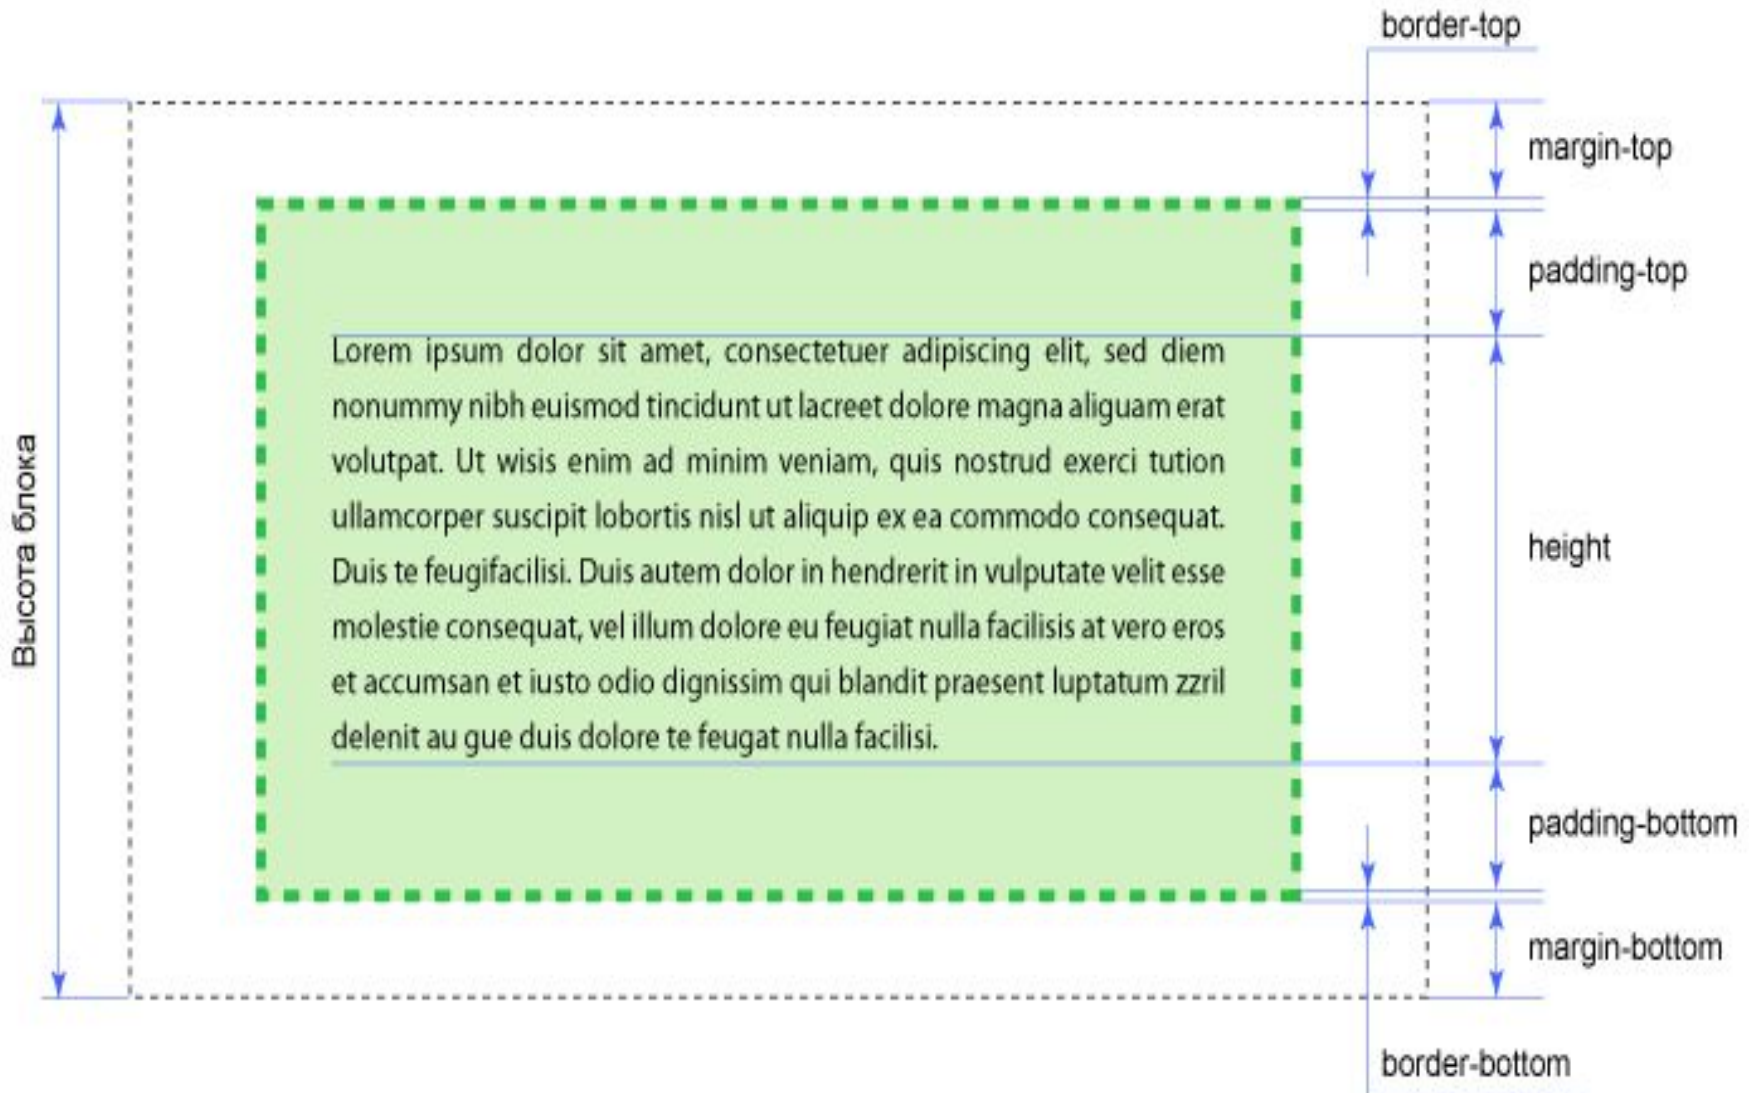 border-top
margin-top
padding-top
Lorem ipsum dolor sit amet, consectetuer adipiscing elit, sed diem
nonummy nibh euismod tincidunt ut lacreet dolore magna aliguam erat
volutpat. Ut wisis enim ad minim veniam, quis nostrud exerci tution
ullamcorper suscipit lobortis nisl ut aliquip ex ea commodo consequat.
Duis te feugifacilisi. Duis autem dolor in hendrerit in vulputate velit esse
molestie consequat, vel illum dolore eu feugiat nulla facilisis at vero eros
et accumsan et iusto odio dignissim qui blandit praesent luptatum zzril
delenit au gue duis dolore te feugat nulla facilisi.
Высота блока
height
padding-bottom
margin-bottom
border-bottom